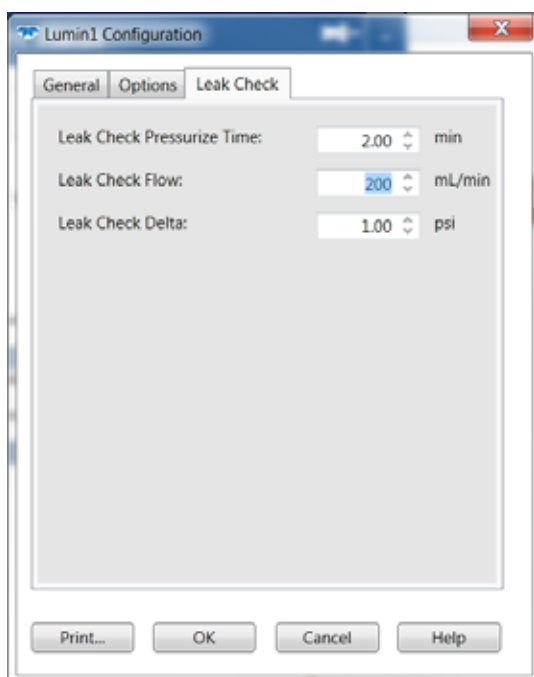 Lumin1 Configuration
General Options Leak Check
Leak Check Pressurize Time: 2.00 min
Leak Check Flow: 200 mL/min
Leak Check Delta: 1.00 psi
Print... OK Cancel Help